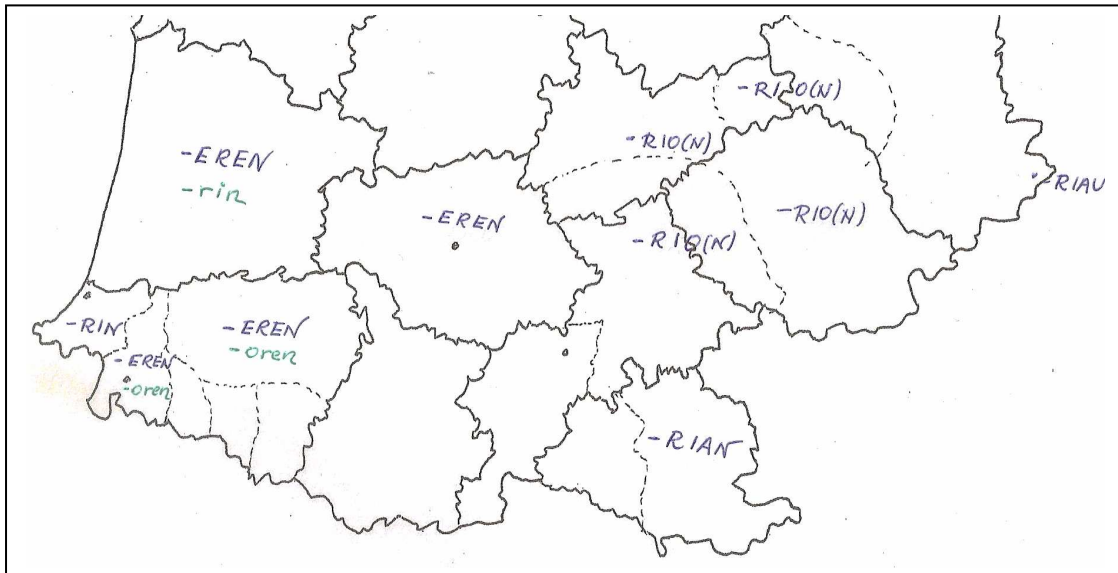 -RIO(N)
-RIO(N)
-EREN
-rin
-RIAU
-EREN
-RIO(N)
-RIO(N)
-RIN
-EREN
-oren
-EREN
-oren
-RIAN